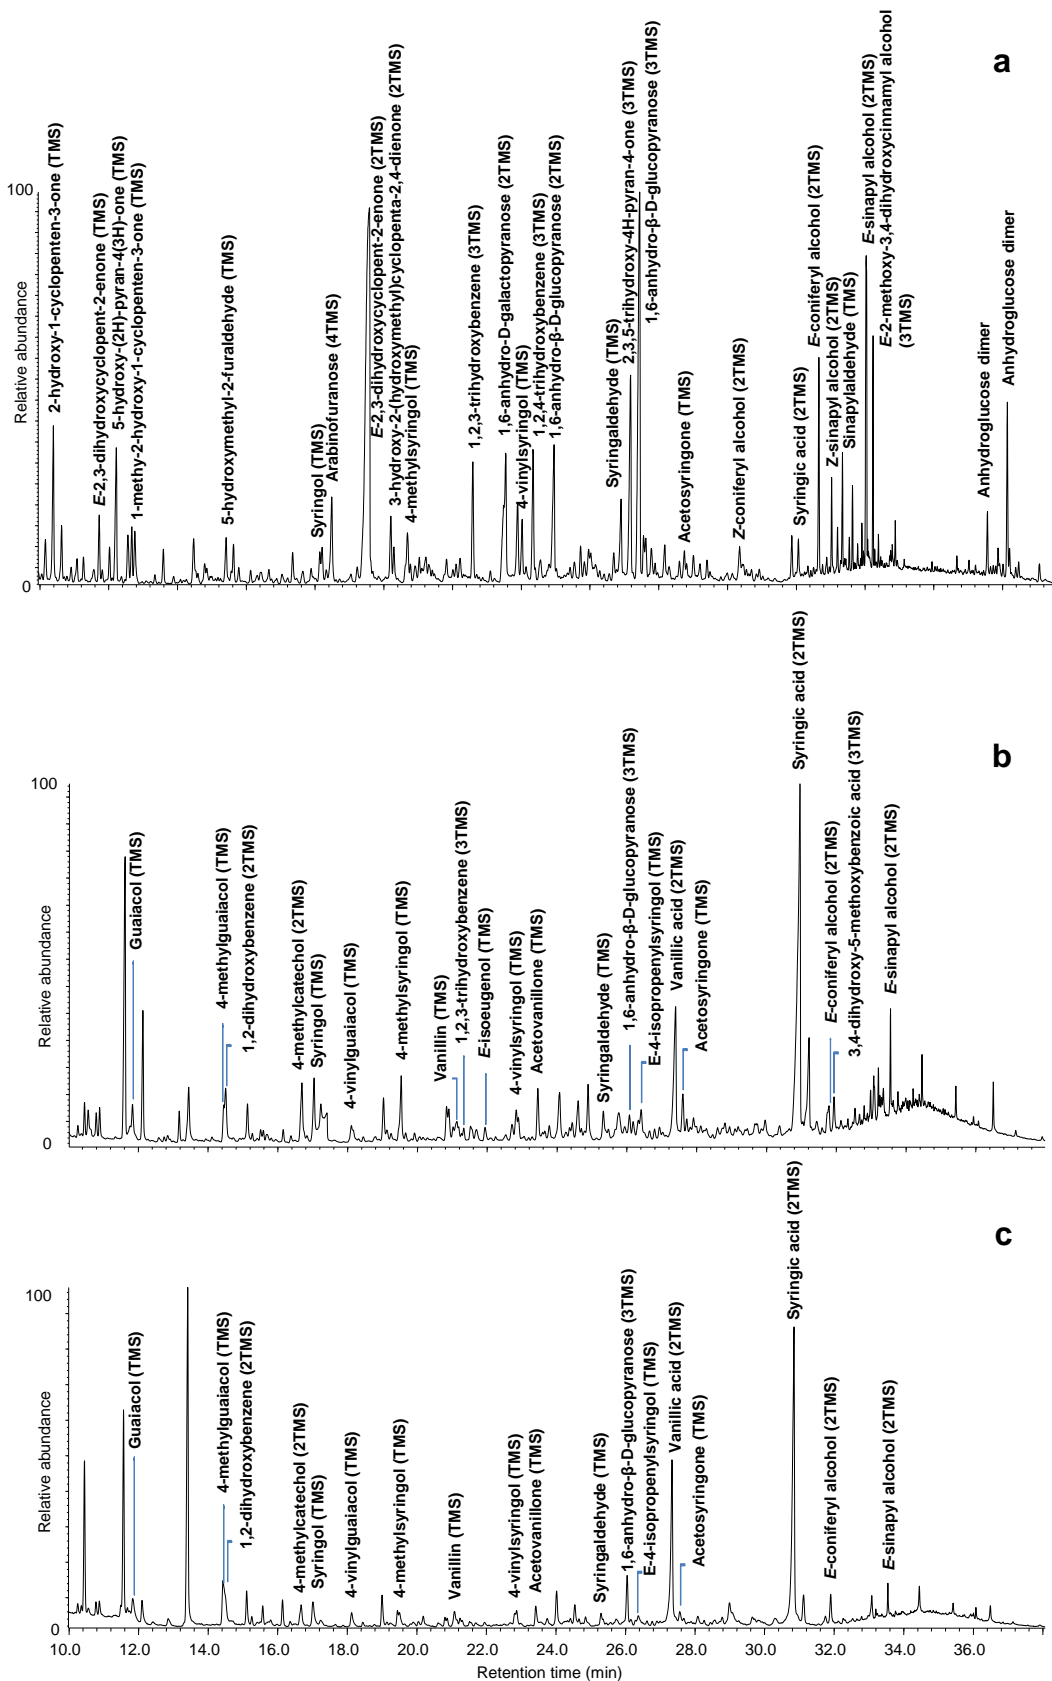 a
2-hydroxy-1-cyclopenten-3-one (TMS)
E-2,3-dihydroxycyclopent-2-enone (TMS)
5-hydroxy-(2H)-pyran-4(3H)-one (TMS)
1-methy-2-hydroxy-1-cyclopenten-3-one (TMS)
5-hydroxymethyl-2-furaldehyde (TMS)
Syringol (TMS)
Arabinofuranose (4TMS)
E-2,3-dihydroxycyclopent-2-enone (2TMS)
3-hydroxy-2-(hydroxymethyl)cyclopenta-2,4-dienone (2TMS)
4-methylsyringol (TMS)
1,2,3-trihydroxybenzene (3TMS)
1,6-anhydro-D-galactopyranose (2TMS)
4-vinylsyringol (TMS)
1,2,4-trihydroxybenzene (3TMS)
1,6-anhydro-β-D-glucopyranose (2TMS)
Syringaldehyde (TMS)
2,3,5-trihydroxy-4H-pyran-4-one (3TMS)
1,6-anhydro-β-D-glucopyranose (3TMS)
Acetosyringone (TMS)
Z-coniferyl alcohol (2TMS)
Syringic acid (2TMS)
E-coniferyl alcohol (2TMS)
Z-sinapyl alcohol (2TMS)
Sinapylaldehyde (TMS)
E-sinapyl alcohol (2TMS)
E-2-methoxy-3,4-dihydroxycinnamyl alcohol
(3TMS)
Anhydroglucose dimer
Anhydroglucose dimer
100
Relative abundance
0
b
Guaiacol (TMS)
4-methylguaiacol (TMS)
1,2-dihydroxybenzene (2TMS)
4-methylcatechol (2TMS)
Syringol (TMS)
4-vinylguaiacol (TMS)
4-methylsyringol (TMS)
Vanillin (TMS)
1,2,3-trihydroxybenzene (3TMS)
E-isoeugenol (TMS)
4-vinylsyringol (TMS)
Acetovanillone (TMS)
Syringaldehyde (TMS)
1,6-anhydro-β-D-glucopyranose (3TMS)
E-4-isopropenylsyringol (TMS)
Vanillic acid (2TMS)
Acetosyringone (TMS)
Syringic acid (2TMS)
E-coniferyl alcohol (2TMS)
3,4-dihydroxy-5-methoxybenzoic acid (3TMS)
E-sinapyl alcohol (2TMS)
100
Relative abundance
0
c
Guaiacol (TMS)
4-methylguaiacol (TMS)
1,2-dihydroxybenzene (2TMS)
4-methylcatechol (2TMS)
Syringol (TMS)
4-vinylguaiacol (TMS)
4-methylsyringol (TMS)
Vanillin (TMS)
4-vinylsyringol (TMS)
Acetovanillone (TMS)
Syringaldehyde (TMS)
1,6-anhydro-β-D-glucopyranose (3TMS)
E-4-isopropenylsyringol (TMS)
Vanillic acid (2TMS)
Acetosyringone (TMS)
Syringic acid (2TMS)
E-coniferyl alcohol (2TMS)
E-sinapyl alcohol (2TMS)
100
Relative abundance
0
10.0 12.0 14.0 16.0 18.0 20.0 22.0 24.0 26.0 28.0 30.0 32.0 34.0 36.0
Retention time (min)